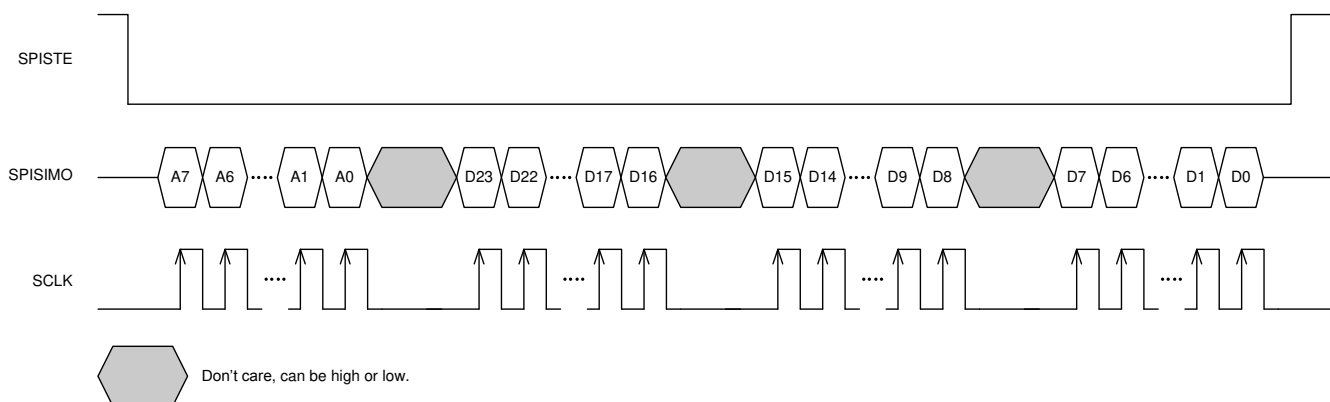 SPISTE
SPISIMO A7 A6 .... A1 A0 D23 D22 .... D17 D16 D15 D14 .... D9 D8 D7 D6 .... D1 D0
SCLK .... .... .... ....
Don't care, can be high or low.